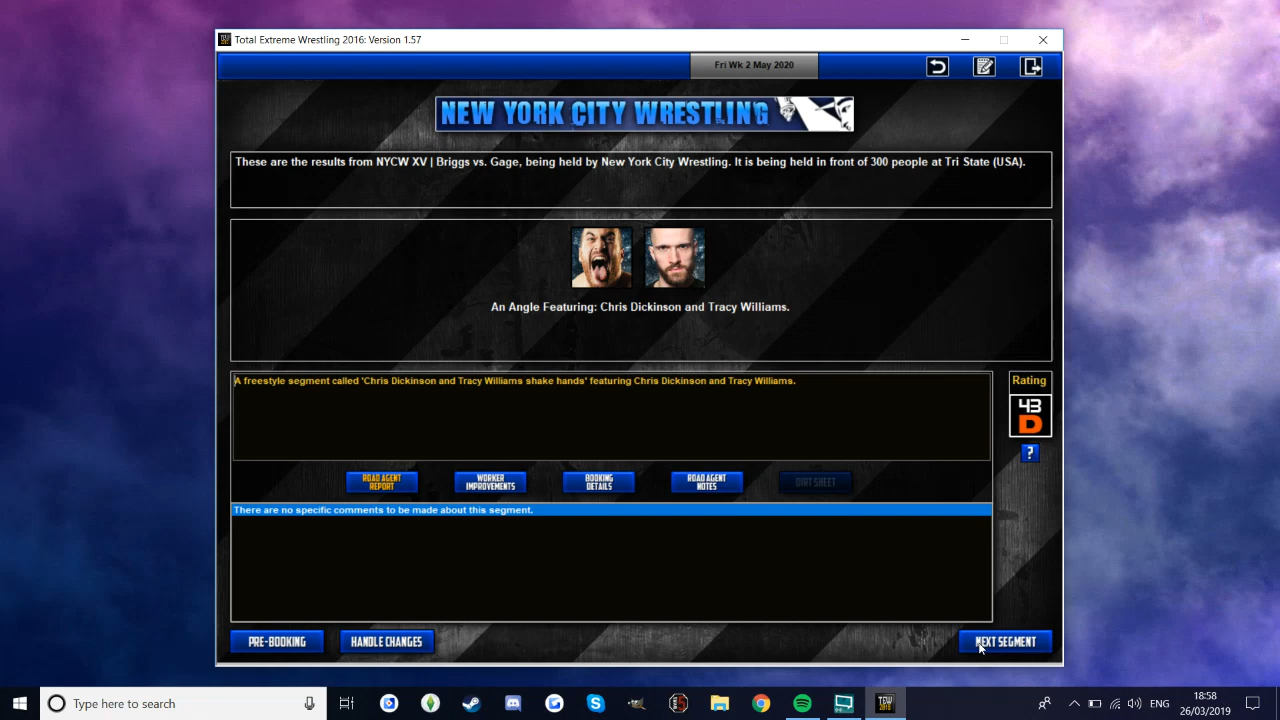 Total Extreme Wrestling 2016: Version 1.57
Fri Wk 2 May 2020
NEW YORK CITY WRESTLING
These are the results from NYCW XV | Briggs vs. Gage, being held by New York City Wrestling. It is being held in front of 300 people at Tri State (USA).
An Angle Featuring: Chris Dickinson and Tracy Williams.
A freestyle segment called 'Chris Dickinson and Tracy Williams shake hands' featuring Chris Dickinson and Tracy Williams.
Rating
43
D
?
ROAD AGENT REPORT
WORKER IMPROVEMENTS
BOOKING DETAILS
ROAD AGENT NOTES
DIRT SHEET
There are no specific comments to be made about this segment.
PRE-BOOKING
HANDLE CHANGES
NEXT SEGMENT
Type here to search
ENG
18:58
26/03/2019